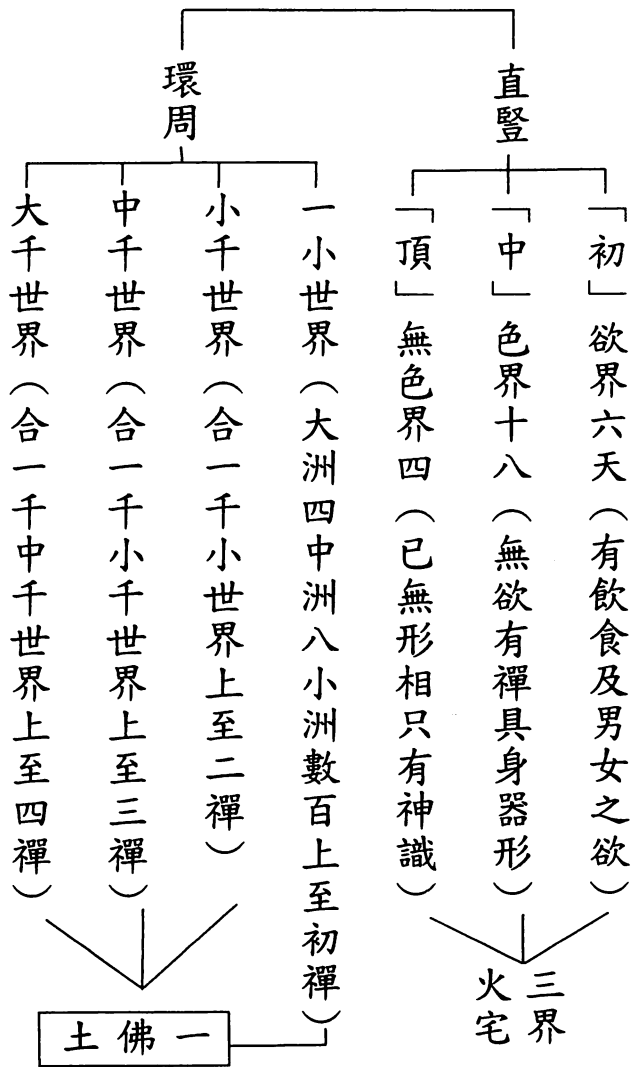 直豎
「初」欲界六天（有飲食及男女之欲）
「中」色界十八（無欲有禪具身器形）
「頂」無色界四（已無形相只有神識）
三界
火宅
環周
一小世界（大洲四中洲八小洲數百上至初禪）
小千世界（合一千小世界上至二禪）
中千世界（合一千小千世界上至三禪）
大千世界（合一千中千世界上至四禪）
一佛土